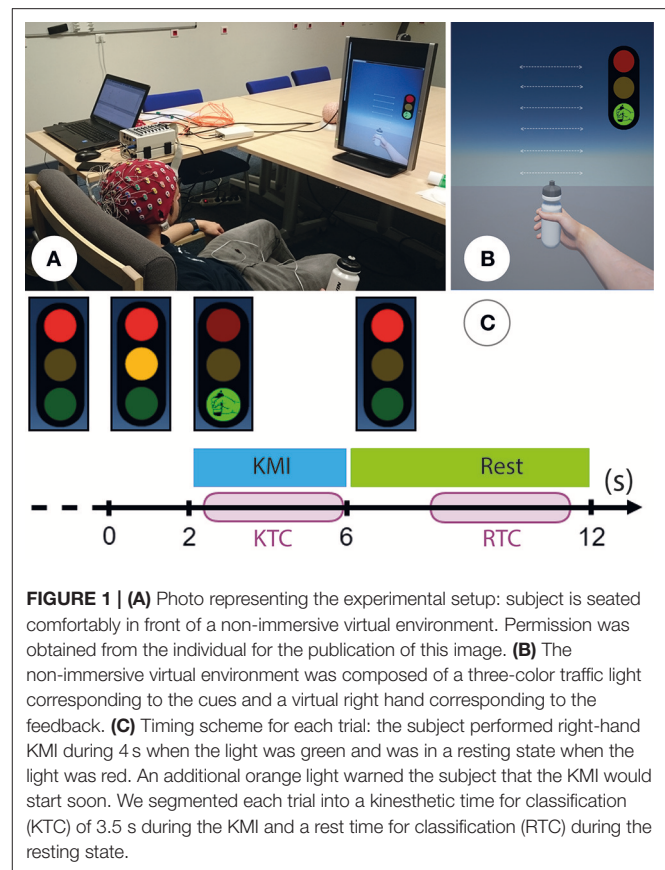 A
B
C
KMI
Rest
(s)
0
2
KTC
6
RTC
12
FIGURE 1 | (A) Photo representing the experimental setup: subject is seated
comfortably in front of a non-immersive virtual environment. Permission was
obtained from the individual for the publication of this image. (B) The
non-immersive virtual environment was composed of a three-color traffic light
corresponding to the cues and a virtual right hand corresponding to the
feedback. (C) Timing scheme for each trial: the subject performed right-hand
KMI during 4 s when the light was green and was in a resting state when the
light was red. An additional orange light warned the subject that the KMI would
start soon. We segmented each trial into a kinesthetic time for classification
(KTC) of 3.5 s during the KMI and a rest time for classification (RTC) during the
resting state.